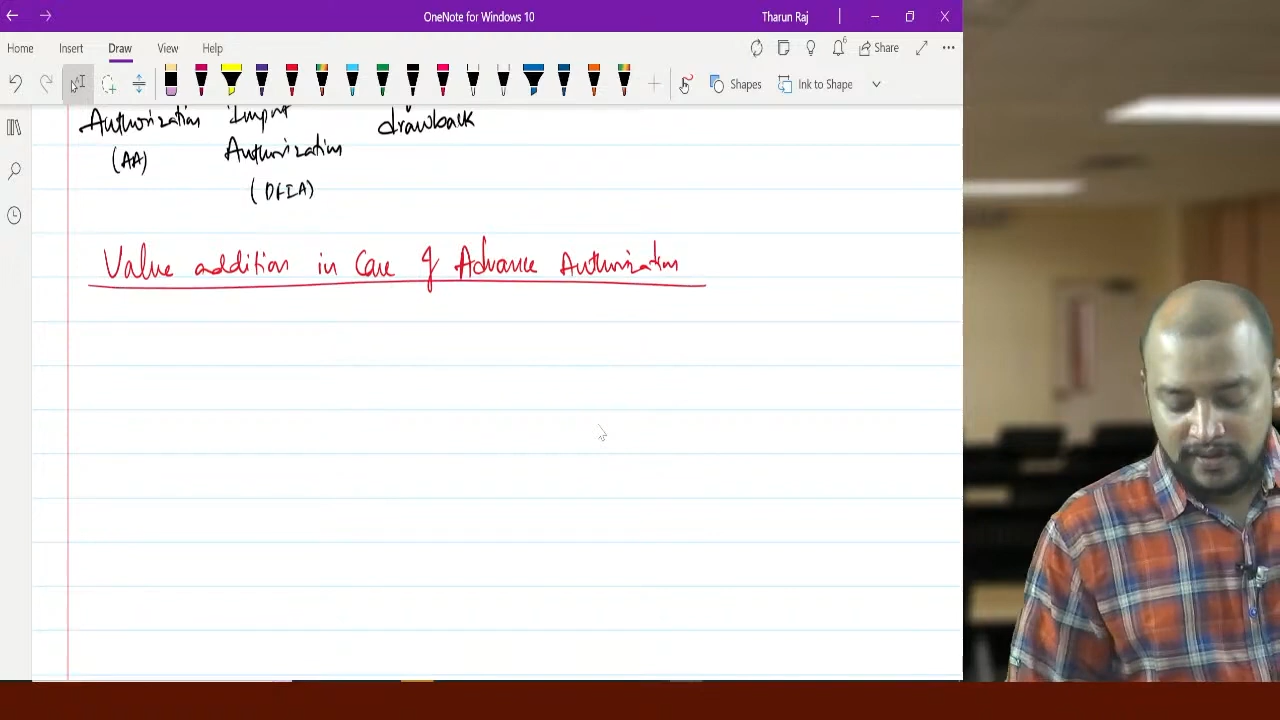 OneNote for Windows 10
Tharun Raj
Home Insert Draw View Help
6 Share
Shapes Ink to Shape
Authorization Import drawback
(AA) Authorization
(DFIA)
Value addition in Case of Advance Authorization